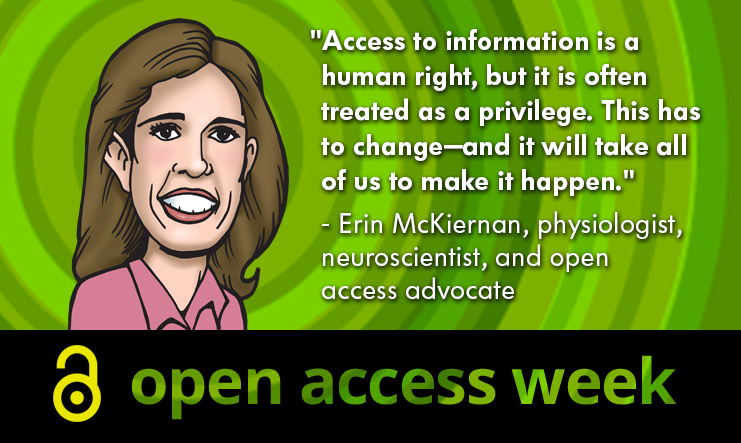 "Access to information is a
human right, but it is often
treated as a privilege. This has
to change—and it will take all
of us to make it happen."
- Erin McKiernan, physiologist,
neuroscientist, and open
access advocate
open access week